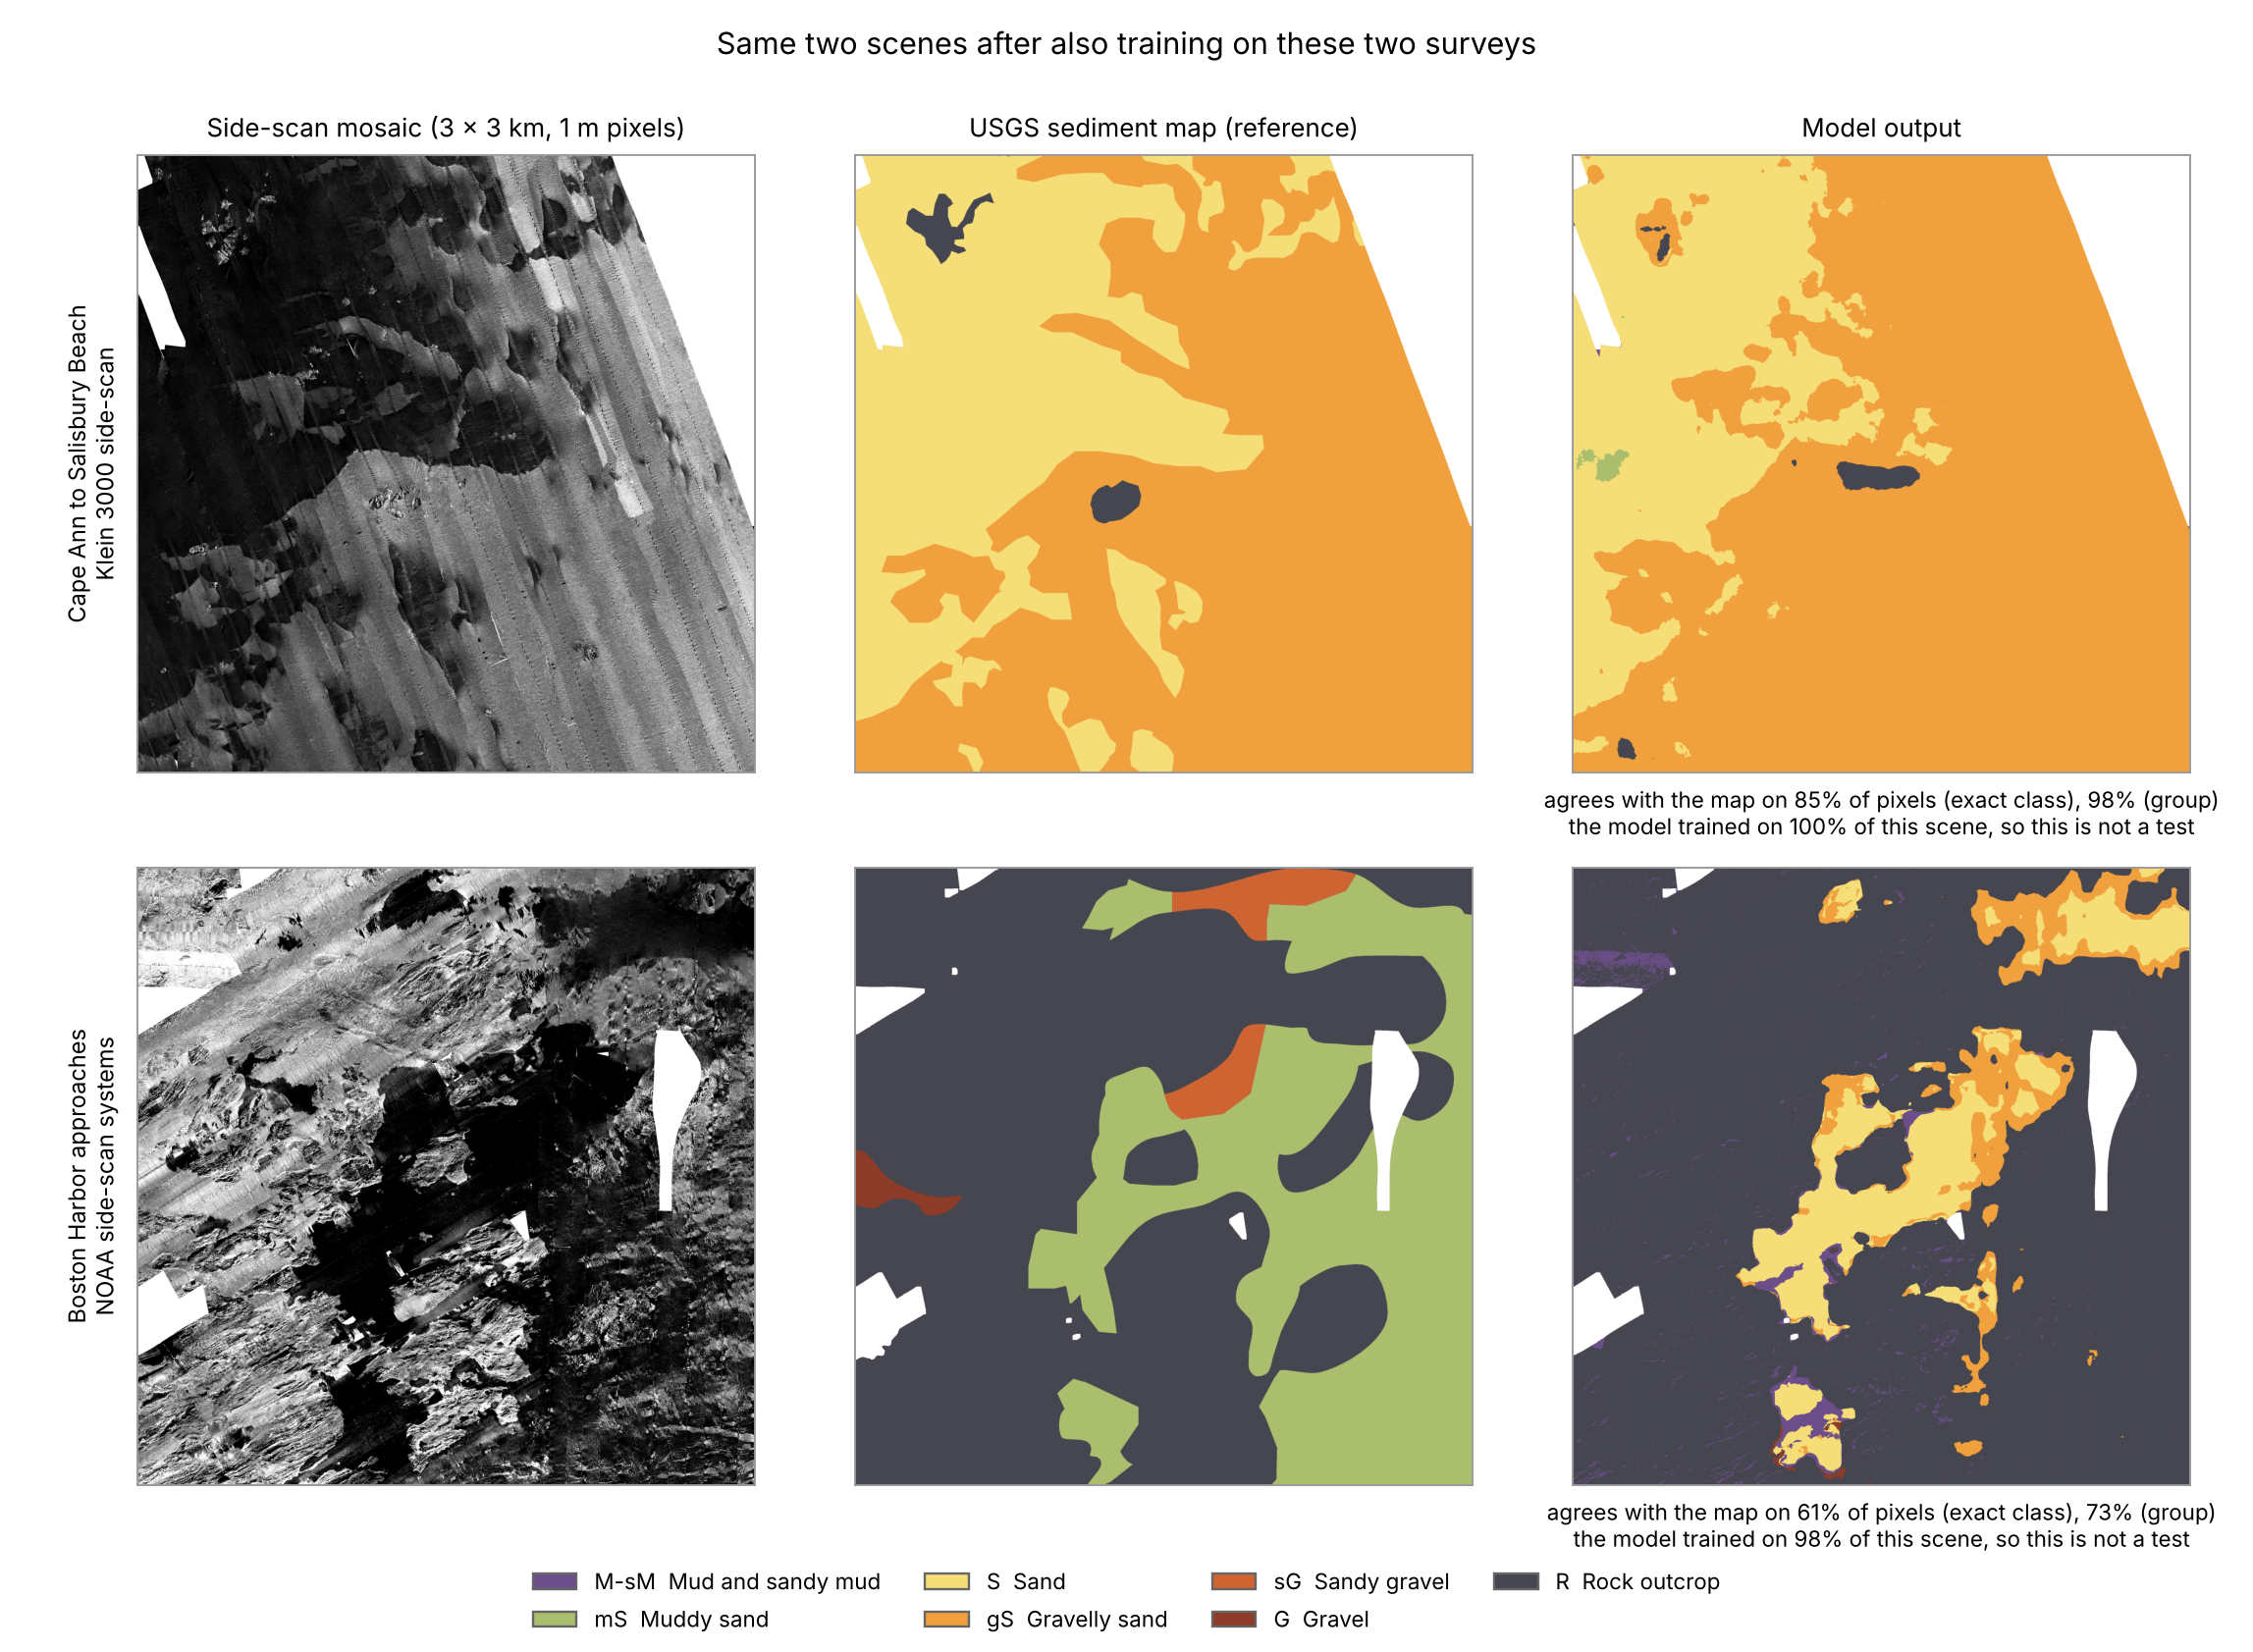 Same two scenes after also training on these two surveys
Side-scan mosaic (3 × 3 km, 1 m pixels)
USGS sediment map (reference)
Model output
Cape Ann to Salisbury Beach
Klein 3000 side-scan
agrees with the map on 85% of pixels (exact class), 98% (group)
the model trained on 100% of this scene, so this is not a test
Boston Harbor approaches
NOAA side-scan systems
agrees with the map on 61% of pixels (exact class), 73% (group)
the model trained on 98% of this scene, so this is not a test
M-sM Mud and sandy mud
mS Muddy sand
S Sand
gS Gravelly sand
sG Sandy gravel
G Gravel
R Rock outcrop